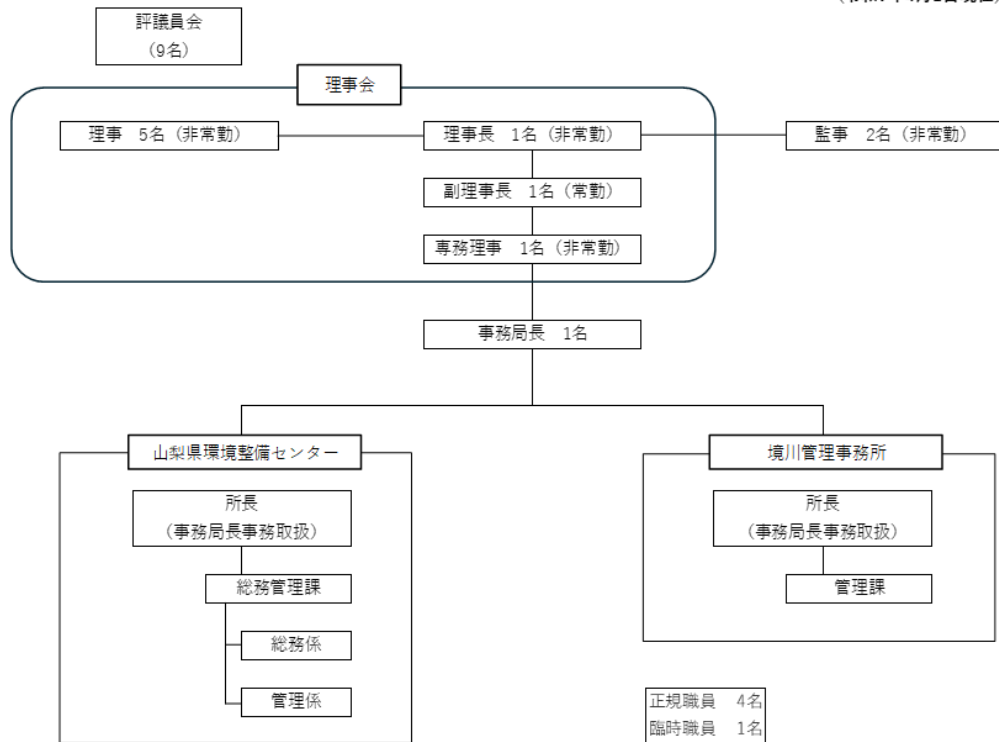 評議員会
（9名）
理事会
理事　5名（非常勤）
理事長　1名（非常勤）
監事　2名（非常勤）
副理事長　1名（常勤）
専務理事　1名（非常勤）
事務局長　1名
山梨県環境整備センター
境川管理事務所
所長
（事務局長事務取扱）
所長
（事務局長事務取扱）
総務管理課
管理課
総務係
管理係
正規職員　4名
臨時職員　1名